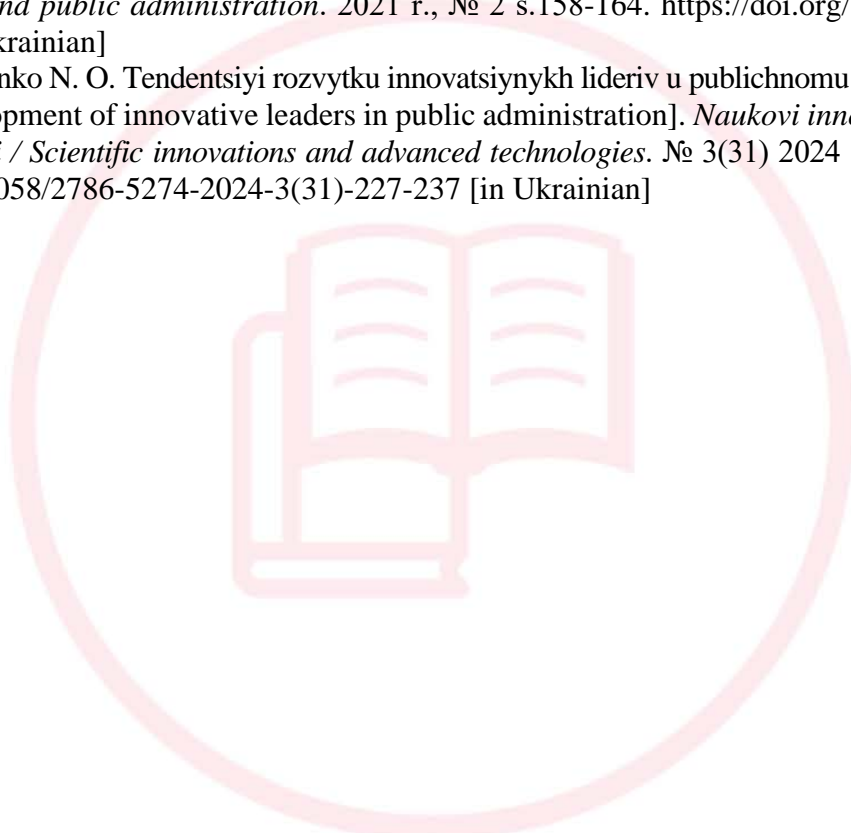 nd public administration. 2021 r., № 2 s.158-164. https://doi.org/
krainian]
nko N. O. Tendentsiyi rozvytku innovatsiynykh lideriv u publichnomu
opment of innovative leaders in public administration]. Naukovi inno
i / Scientific innovations and advanced technologies. № 3(31) 2024
058/2786-5274-2024-3(31)-227-237 [in Ukrainian]